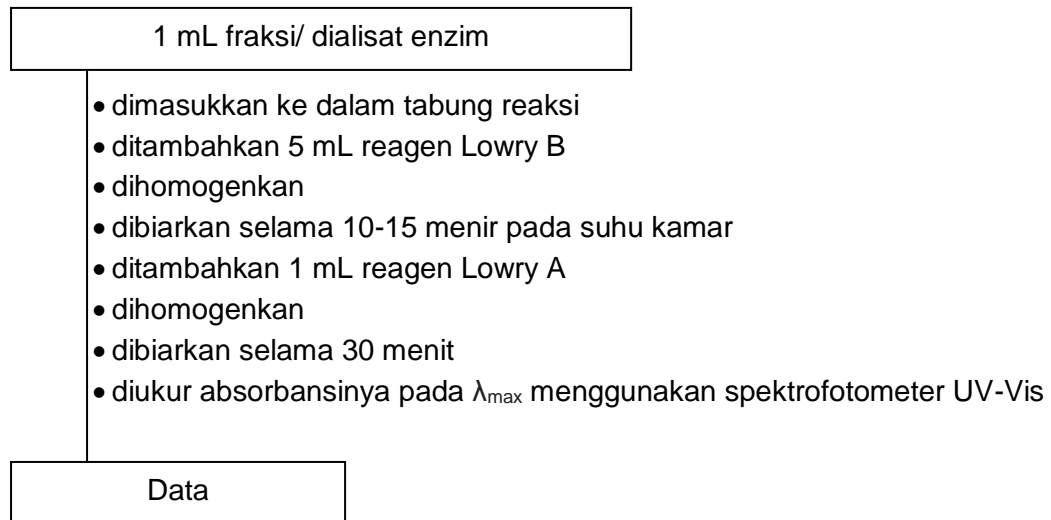 1 mL fraksi/ dialisat enzim
• dimasukkan ke dalam tabung reaksi
• ditambahkan 5 mL reagen Lowry B
• dihomogenkan
• dibiarkan selama 10-15 menir pada suhu kamar
• ditambahkan 1 mL reagen Lowry A
• dihomogenkan
• dibiarkan selama 30 menit
• diukur absorbansinya pada λmax menggunakan spektrofotometer UV-Vis
Data